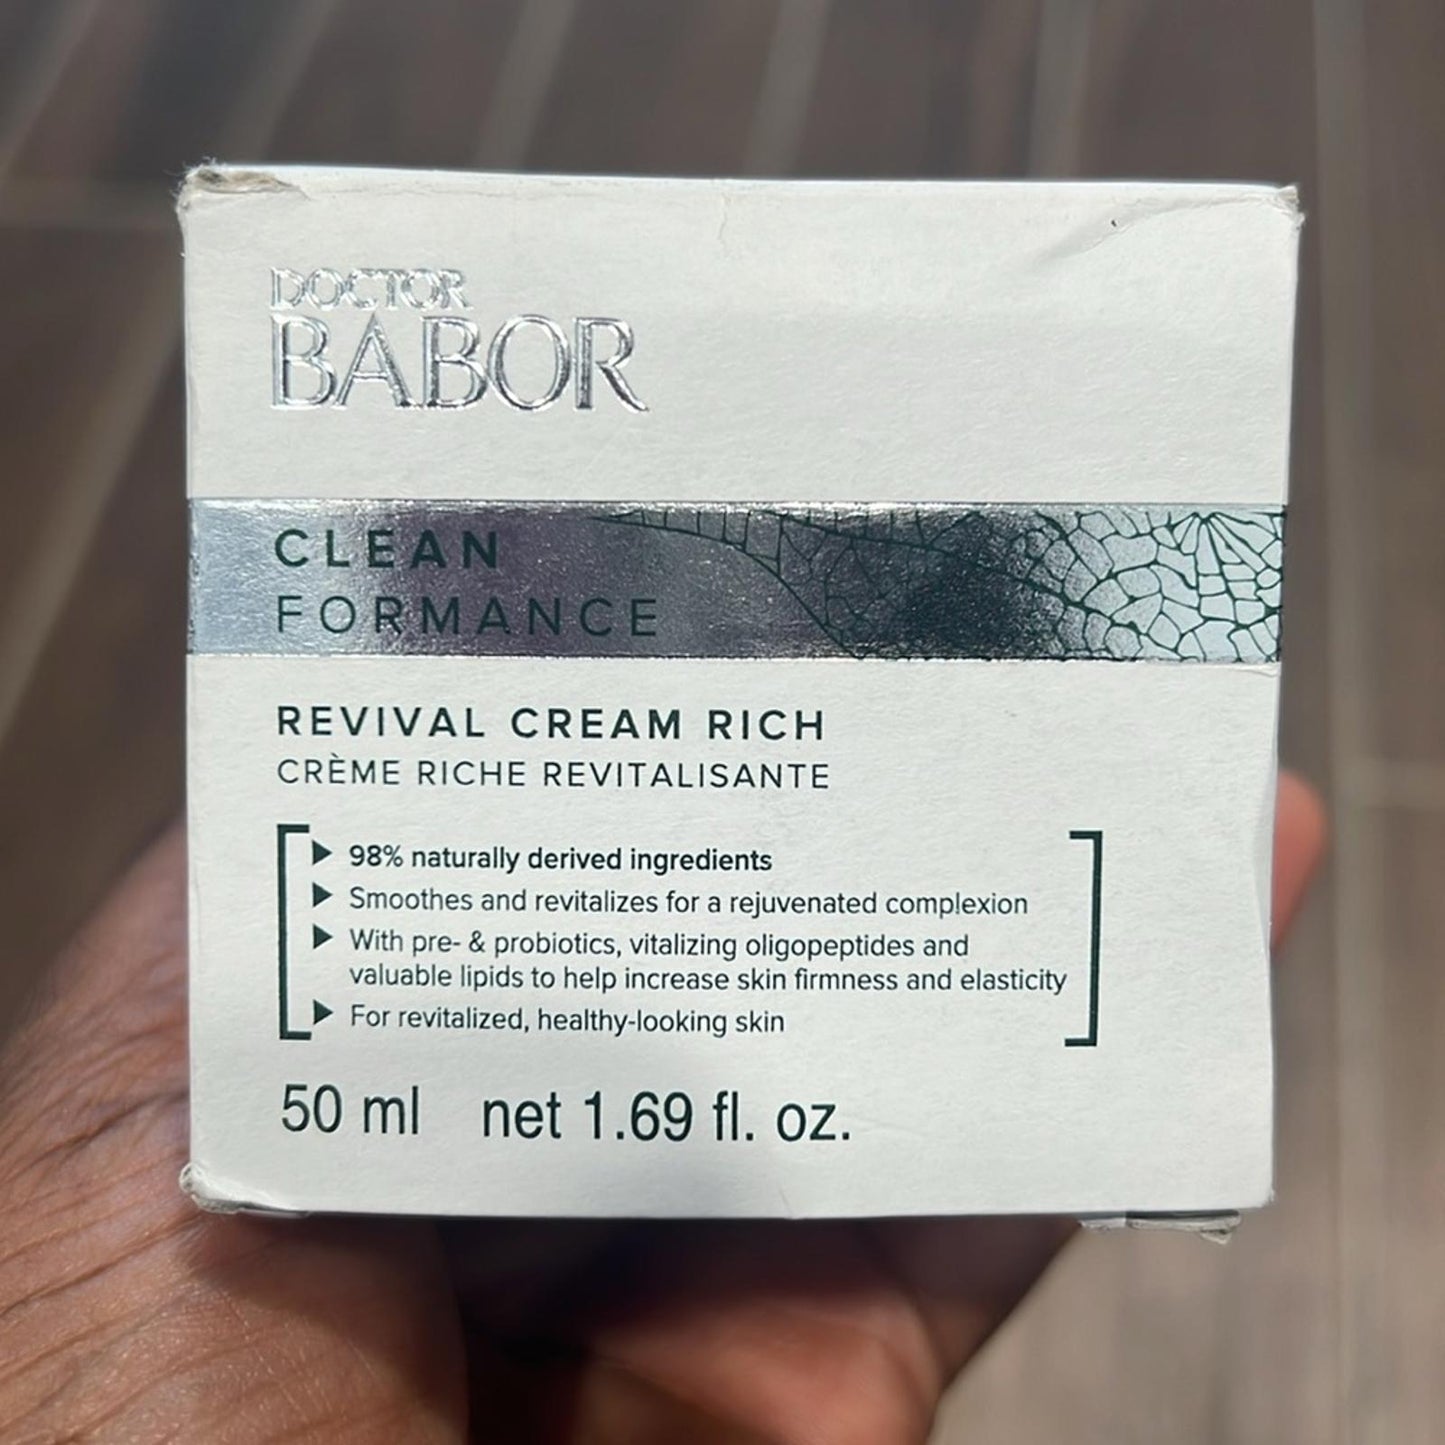 DOCTOR
BABOR
CLEAN
FORMANCE
REVIVAL CREAM RICH
CRÈME RICHE REVITALISANTE
98% naturally derived ingredients
Smoothes and revitalizes for a rejuvenated complexion
With pre- & probiotics, vitalizing oligopeptides and
valuable lipids to help increase skin firmness and elasticity
For revitalized, healthy-looking skin
50 ml net 1.69 fl. oz.